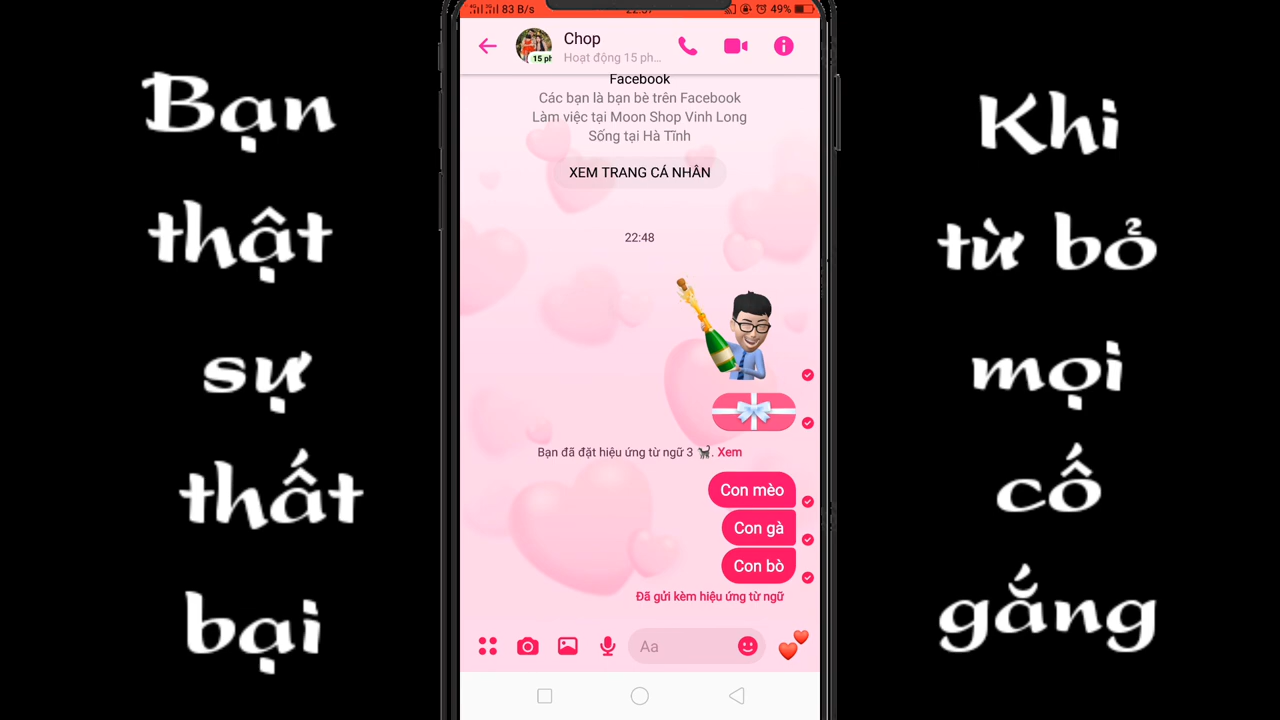 Bạn
thật
sự
thất
bại
83 B/s
49%
Chop
15 ph
Hoạt động 15 ph...
Facebook
Các bạn là bạn bè trên Facebook
Làm việc tại Moon Shop Vinh Long
Sống tại Hà Tĩnh
XEM TRANG CÁ NHÂN
22:48
Bạn đã đặt hiệu ứng từ ngữ 3 🐈‍⬛. Xem
Con mèo
Con gà
Con bò
Đã gửi kèm hiệu ứng từ ngữ
Aa
Khi
từ bỏ
mọi
cố
gắng